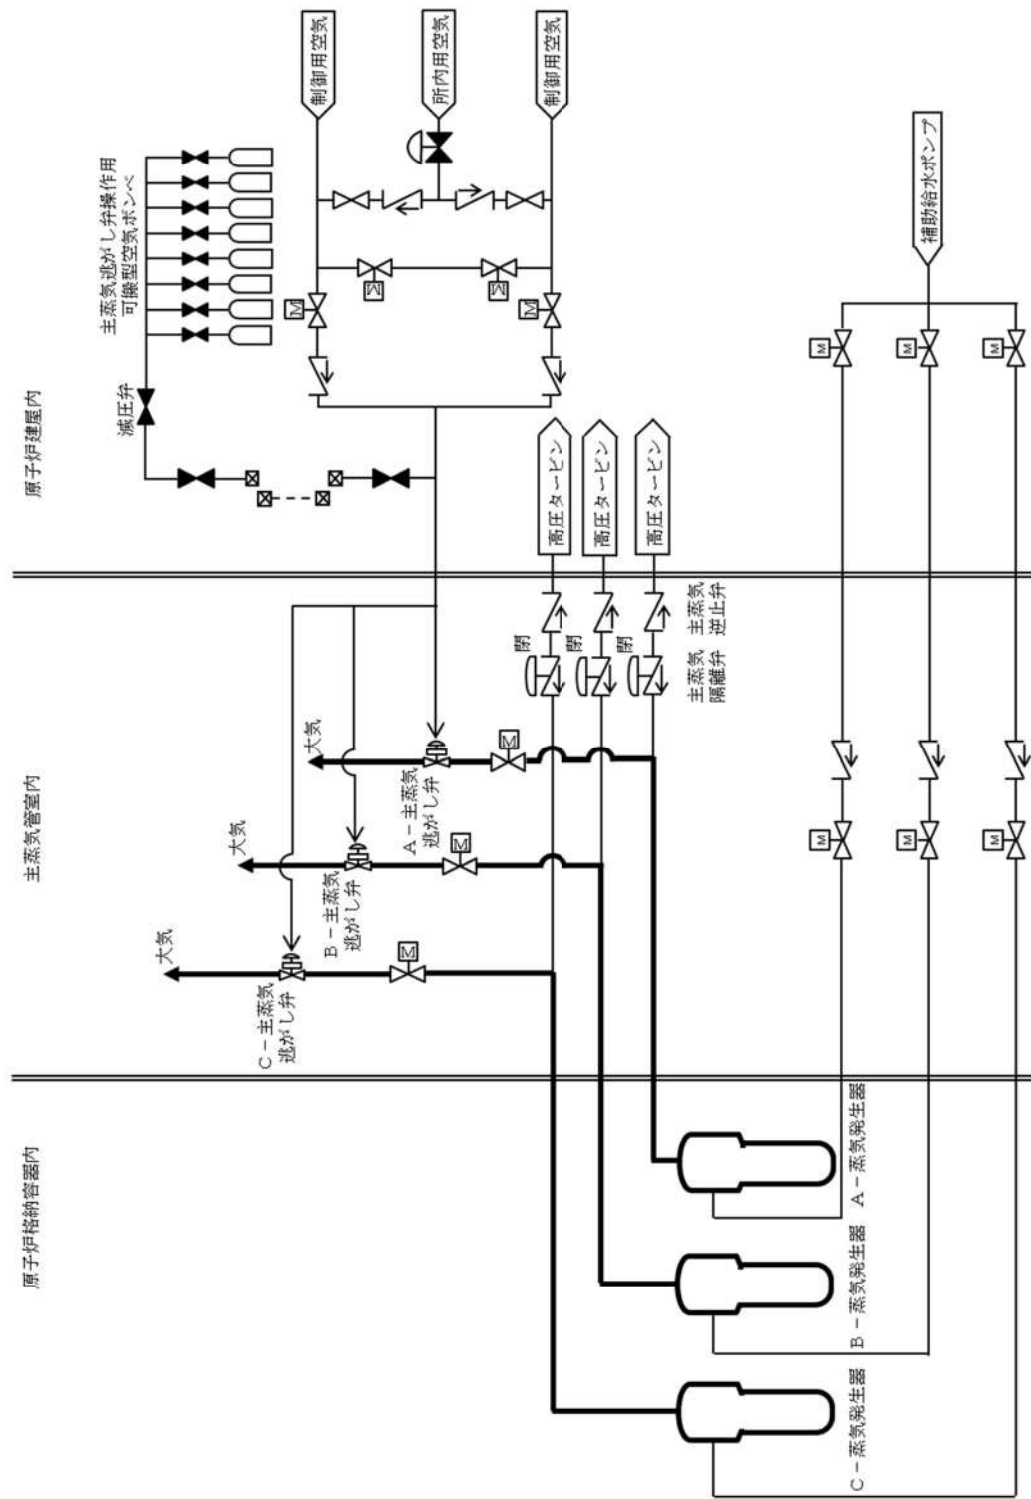 原子炉格納容器内
主蒸気管室内
原子炉建屋内
主蒸気逃がし弁操作用
可搬型空気ボンベ
減圧弁
制御用空気
所内用空気
制御用空気
M
M
M
M
大気
大気
大気
C－主蒸気
逃がし弁
B－主蒸気
逃がし弁
A－主蒸気
逃がし弁
M
M
M
閉
閉
閉
主蒸気
隔離弁
主蒸気
逆止弁
高圧タービン
高圧タービン
高圧タービン
補助給水ポンプ
M
M
M
M
M
M
C－蒸気発生器
B－蒸気発生器
A－蒸気発生器